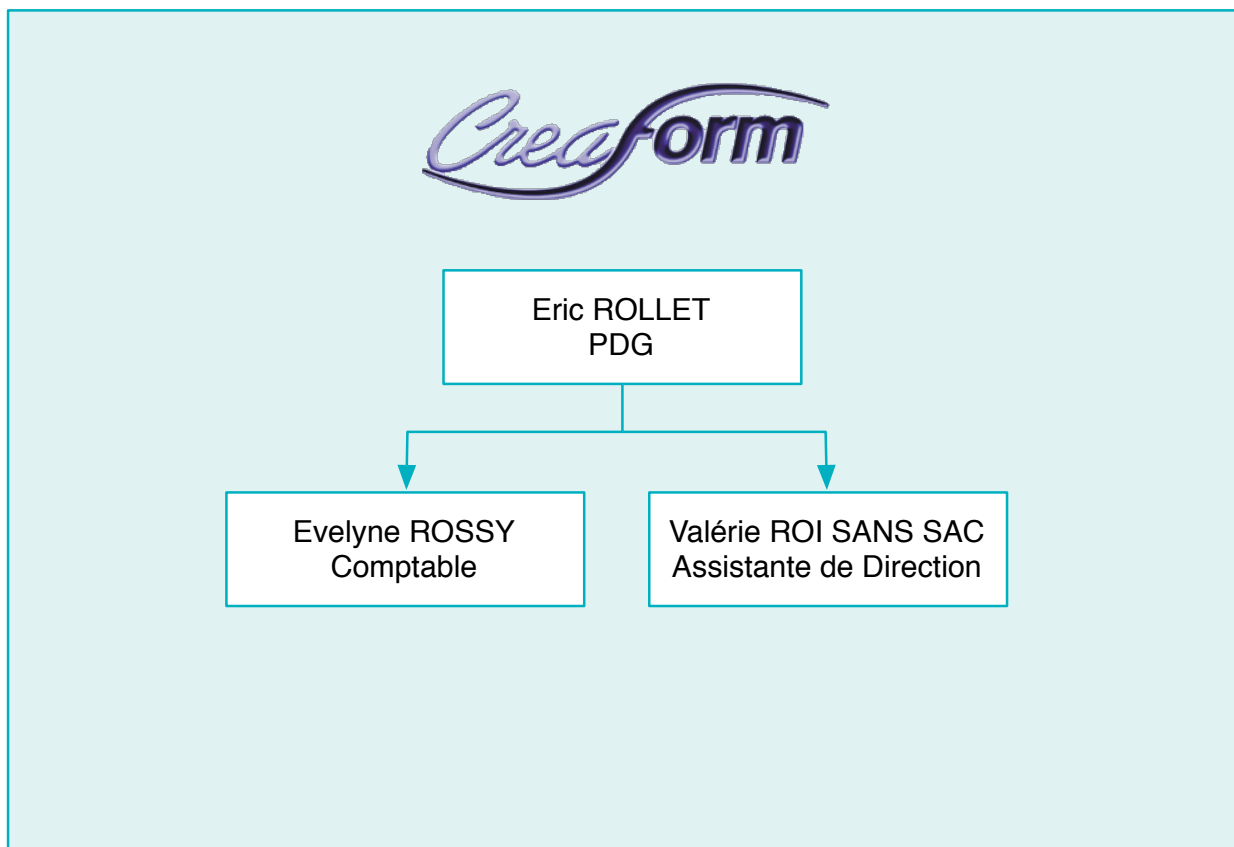 Creaform
Eric ROLLET
PDG
Evelyne ROSSY
Comptable
Valérie ROI SANS SAC
Assistante de Direction